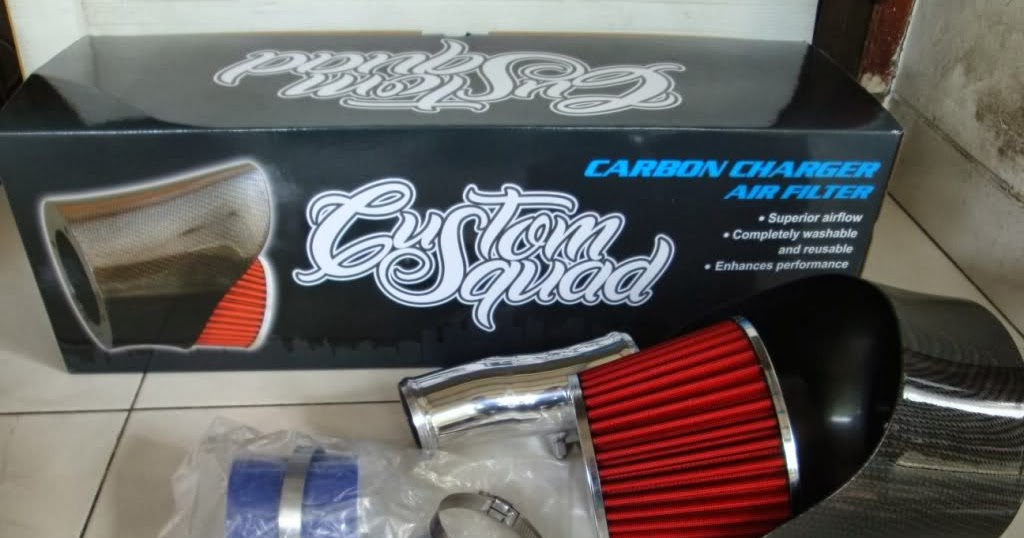 Custom
Squad
CARBON CHARGER
AIR FILTER
Custom
Squad
• Superior airflow
• Completely washable
and reusable
• Enhances performance